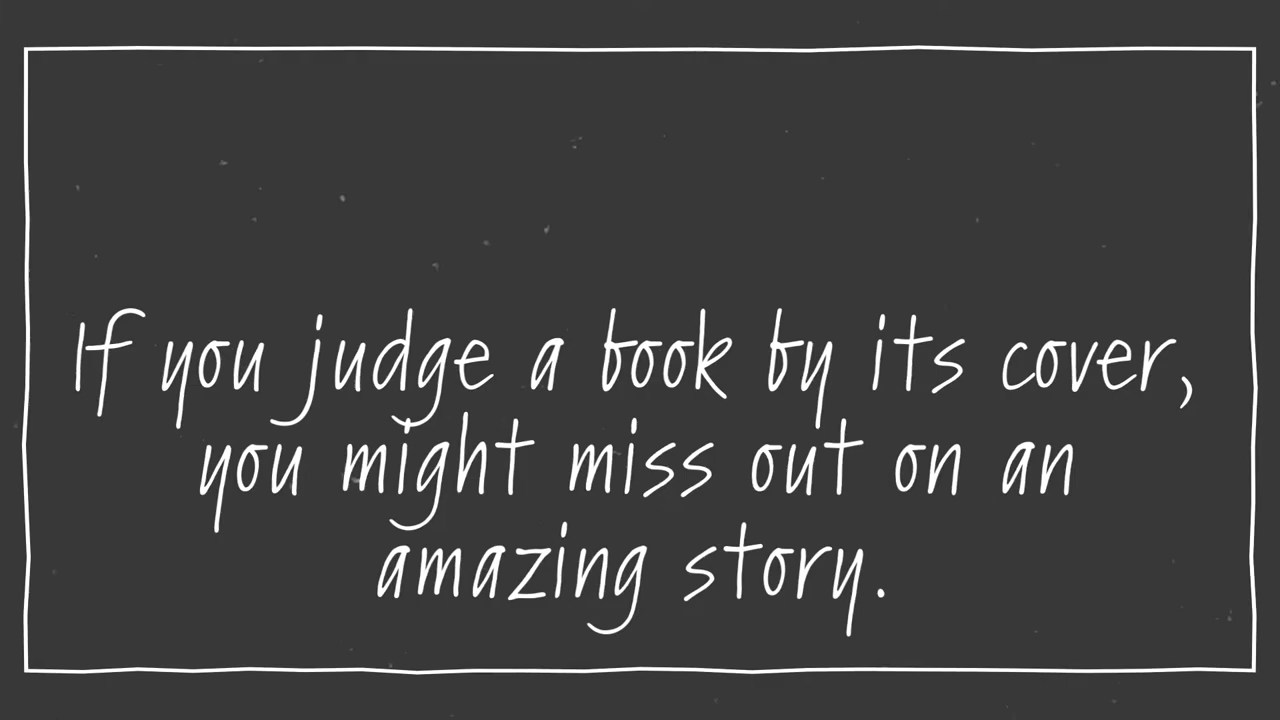 If you judge a book by its cover,
you might miss out on an
amazing story.